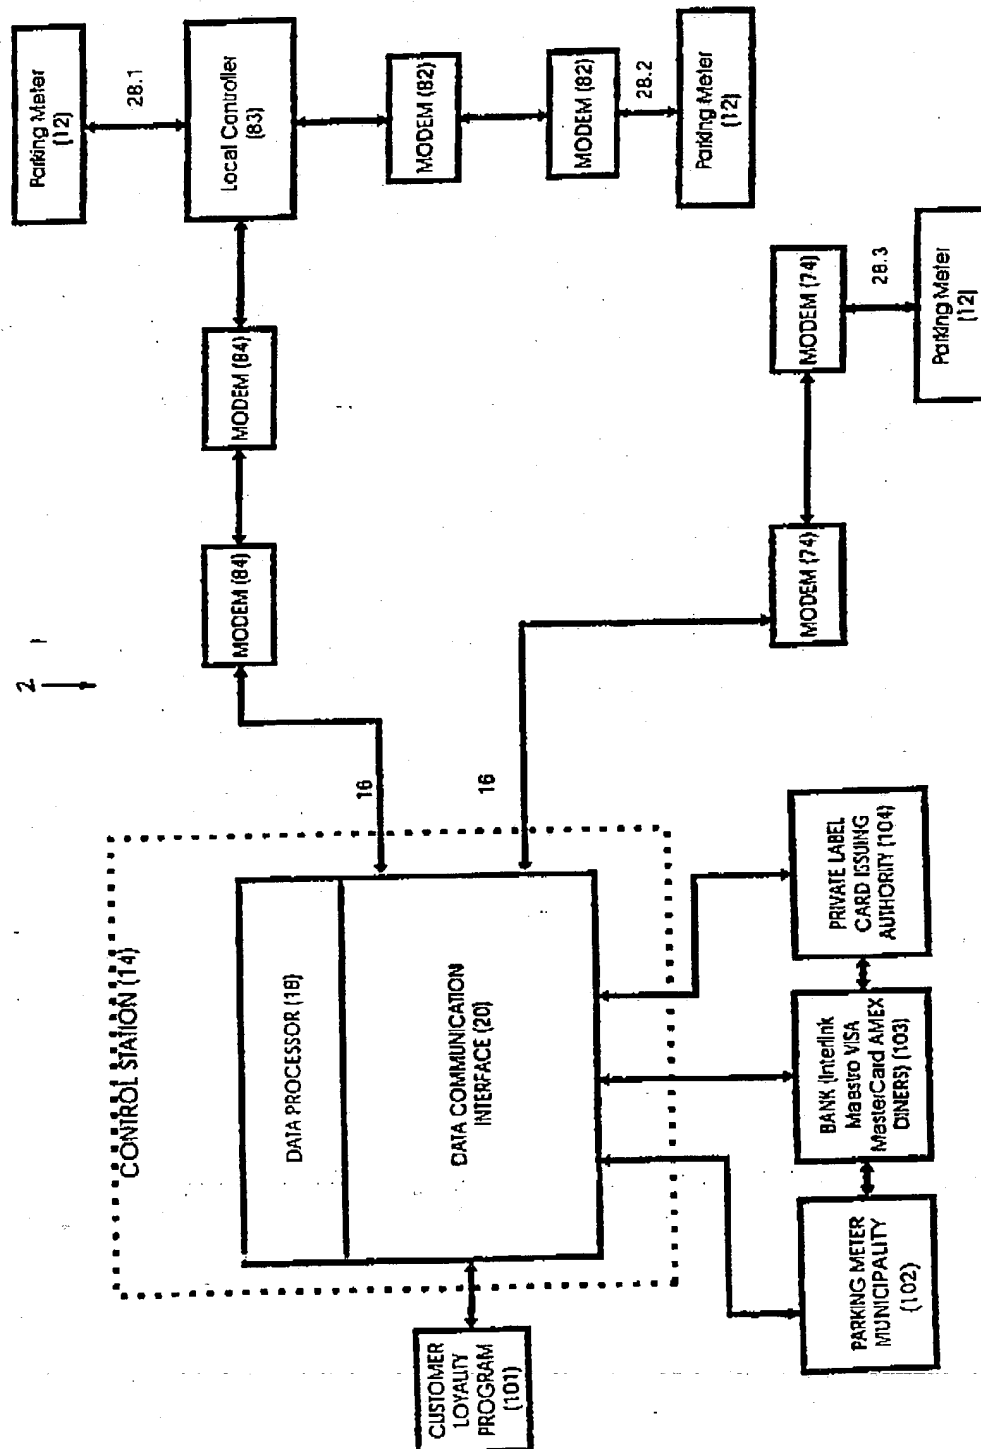 2
CONTROL STATION (14)
DATA PROCESSOR (18)
DATA COMMUNICATION
INTERFACE (20)
CUSTOMER
LOYALITY
PROGRAM
(101)
PARKING METER
MUNICIPALITY
(102)
BANK (Interlink
Maestro VISA
MasterCard AMEX
DINERS) (103)
PRIVATE LABEL
CARD ISSUING
AUTHORITY (104)
16
16
MODEM (84)
MODEM (84)
Local Controller
(83)
28.1
Parking Meter
(12)
MODEM (82)
MODEM (82)
28.2
Parking Meter
(12)
MODEM (74)
MODEM (74)
28.3
Parking Meter
(12)